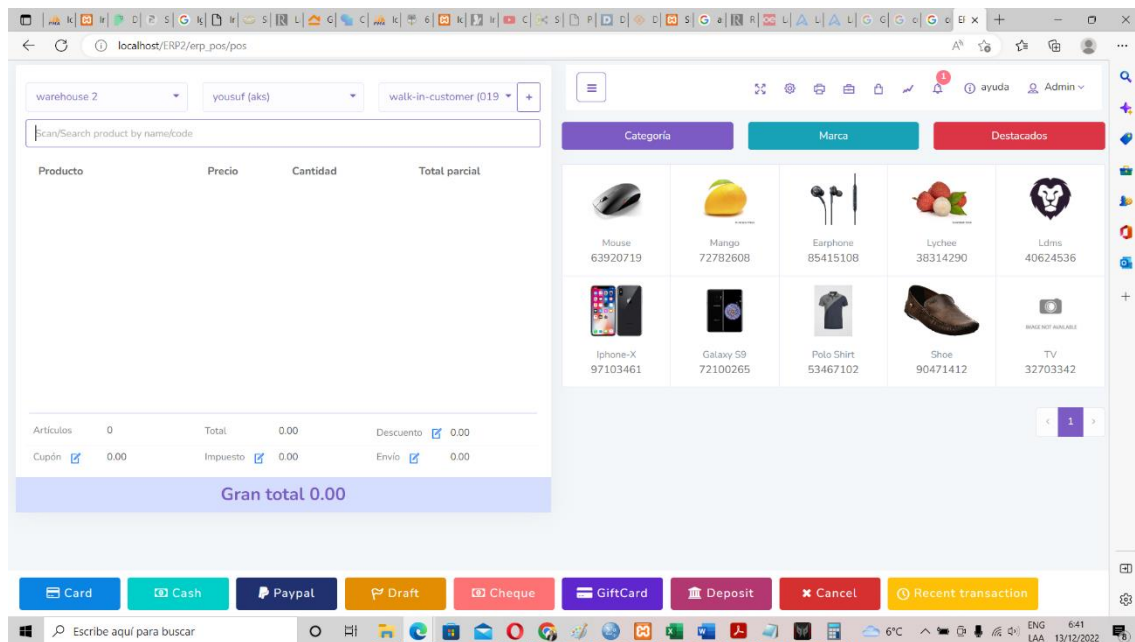 localhost/ERP2/erp_pos/pos
warehouse 2
yousuf (aks)
walk-in-customer (019
+
1
ayuda
Admin
Scan/Search product by name/code
Categoría
Marca
Destacados
Producto
Precio
Cantidad
Total parcial
Mouse
63920719
Mango
72782608
Earphone
85415108
Lychee
38314290
Ldms
40624536
IMAGE NOT AVAILABLE
Iphone-X
97103461
Galaxy S9
72100265
Polo Shirt
53467102
Shoe
90471412
TV
32703342
‹ 1 ›
Artículos 0
Total 0.00
Descuento 0.00
Cupón 0.00
Impuesto 0.00
Envío 0.00
Gran total 0.00
Card
Cash
Paypal
Draft
Cheque
GiftCard
Deposit
Cancel
Recent transaction
Escribe aquí para buscar
6°C
ENG
LAA
6:41
13/12/2022